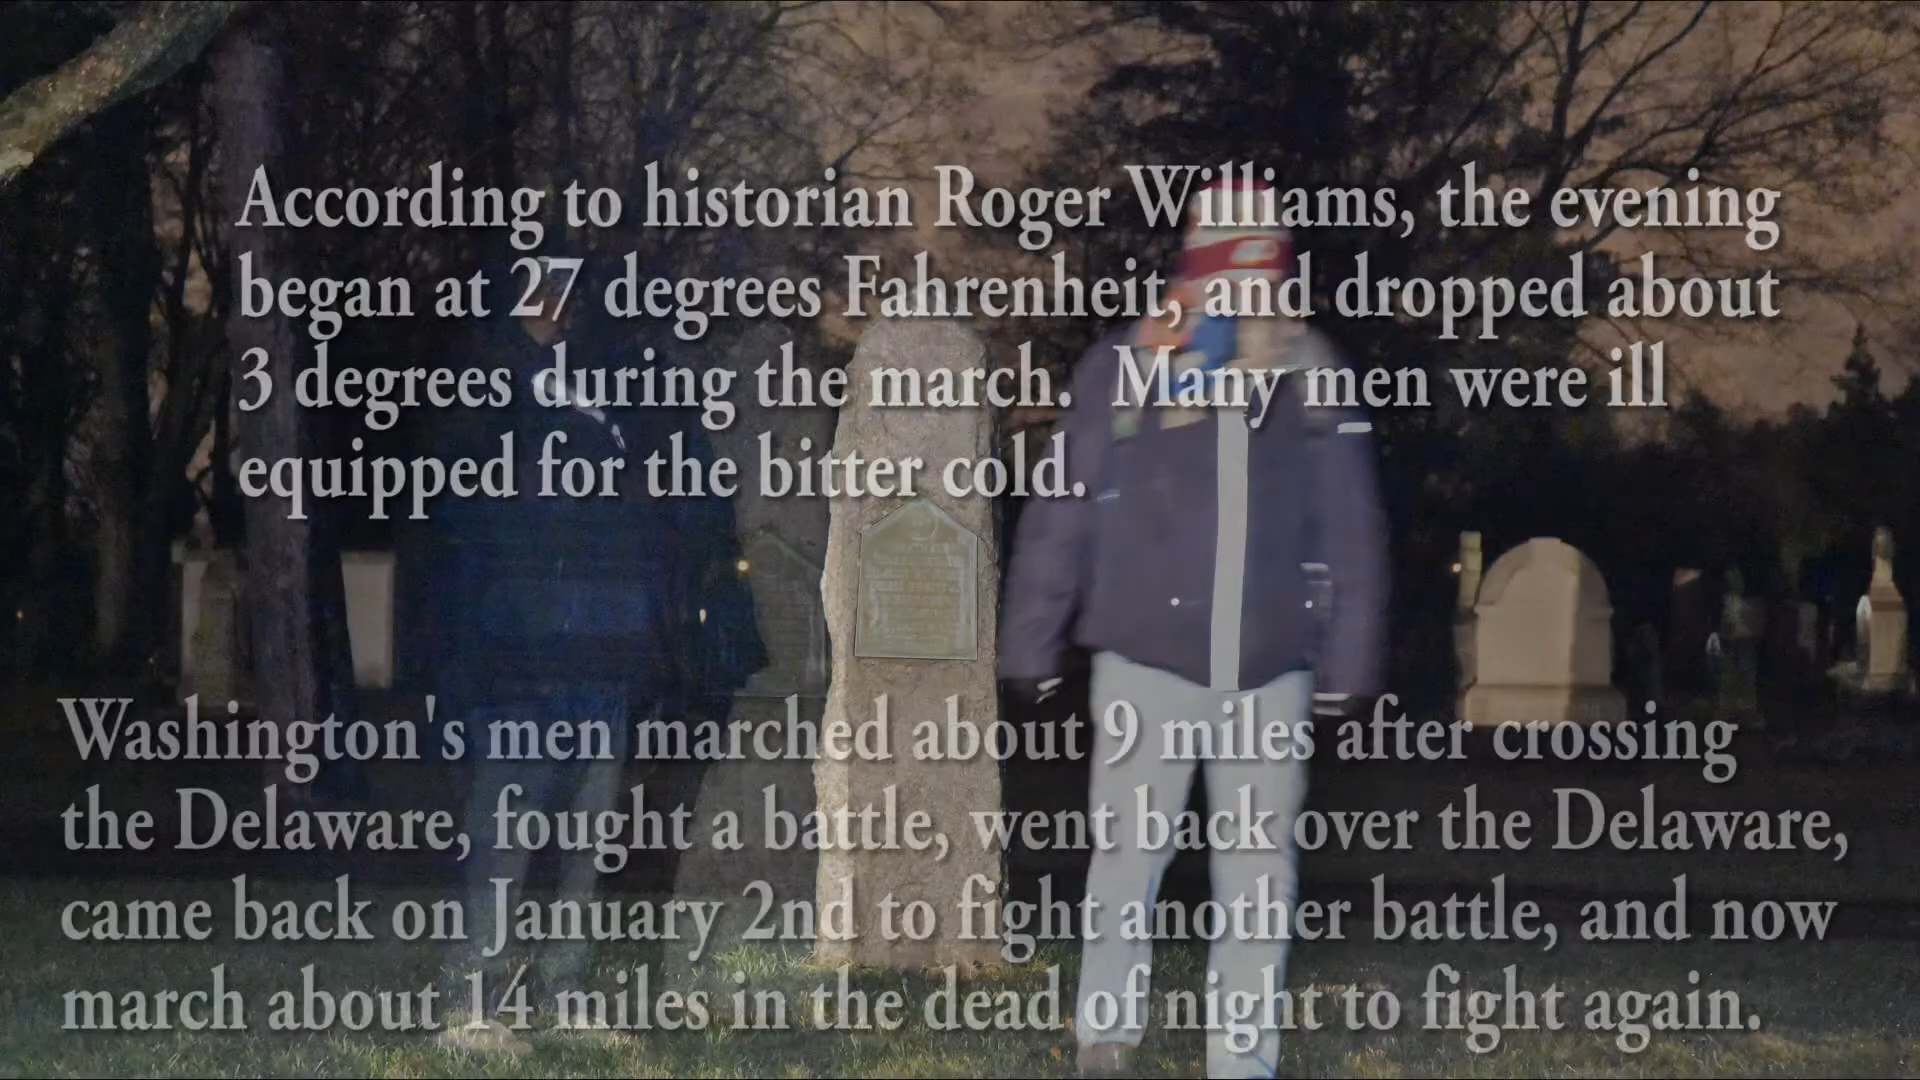 According to historian Roger Williams, the evening
began at 27 degrees Fahrenheit, and dropped about
3 degrees during the march.  Many men were ill
equipped for the bitter cold.
Washington's men marched about 9 miles after crossing
the Delaware, fought a battle, went back over the Delaware,
came back on January 2nd to fight another battle, and now
march about 14 miles in the dead of night to fight again.